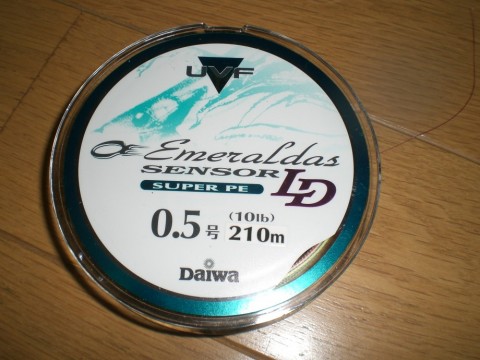 UVF
Emeraldas
SENSOR LD
SUPER PE
0.5号 (10lb) 210m
Daiwa